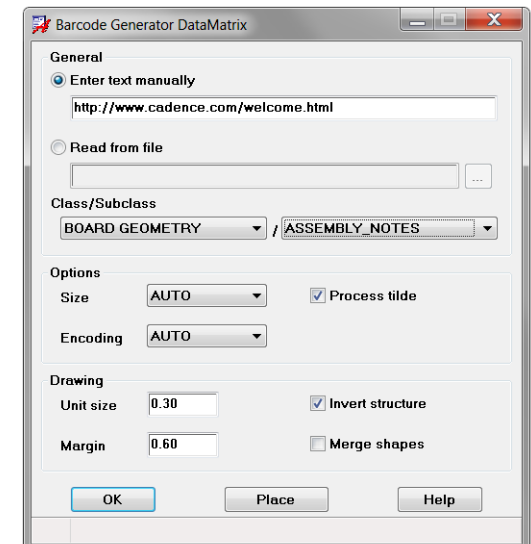 Barcode Generator DataMatrix
General
Enter text manually
http://www.cadence.com/welcome.html
Read from file
...
Class/Subclass
BOARD GEOMETRY / ASSEMBLY_NOTES
Options
Size AUTO Process tilde
Encoding AUTO
Drawing
Unit size 0.30 Invert structure
Margin 0.60 Merge shapes
OK Place Help